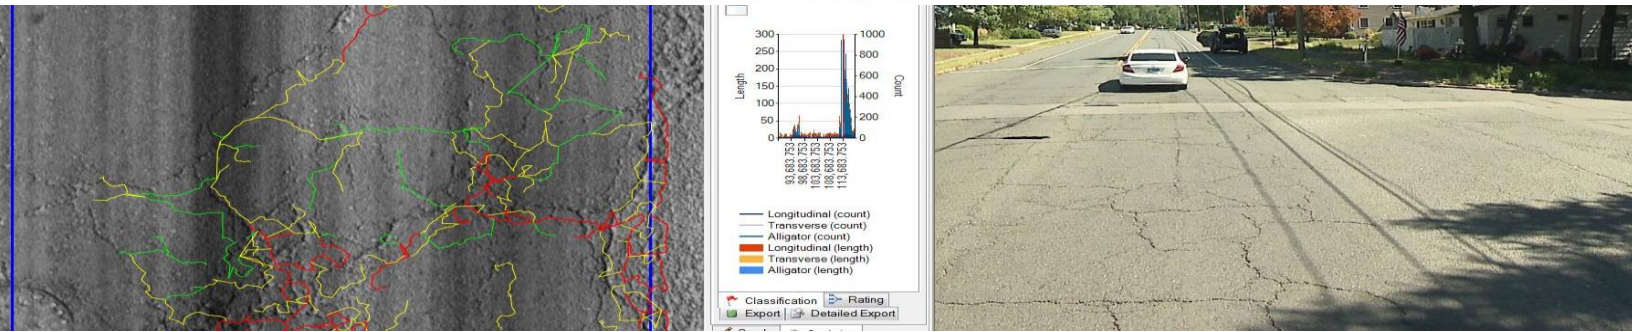 300
250
200
150
100
50
0
Length
1000
800
600
400
200
0
Count
93,683.753
98,683.753
103,683.753
108,683.753
113,683.753
Longitudinal (count)
Transverse (count)
Alligator (count)
Longitudinal (length)
Transverse (length)
Alligator (length)
Classification Rating
Export Detailed Export